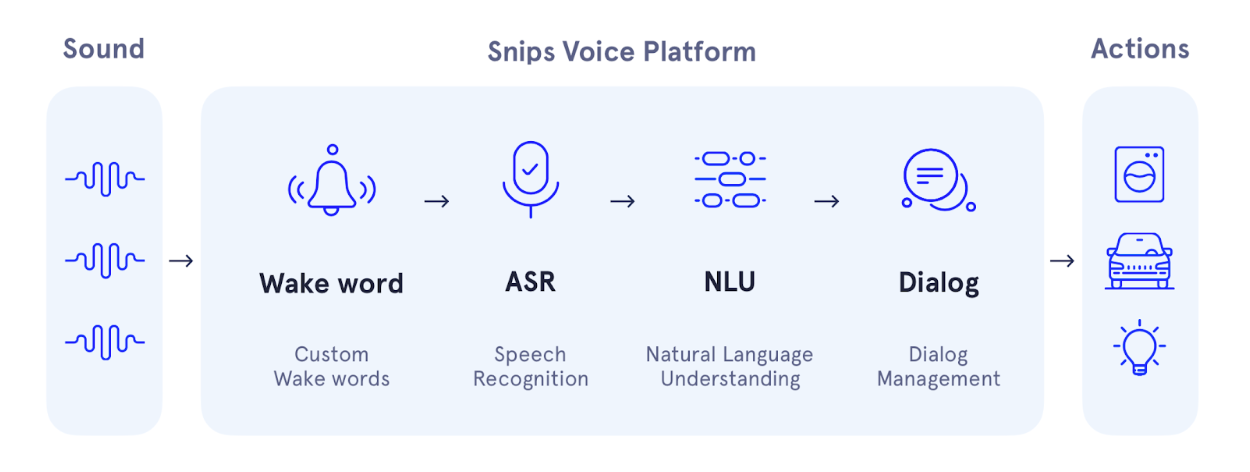 Sound
Snips Voice Platform
Actions
Wake word
ASR
NLU
Dialog
Custom
Wake words
Speech
Recognition
Natural Language
Understanding
Dialog
Management